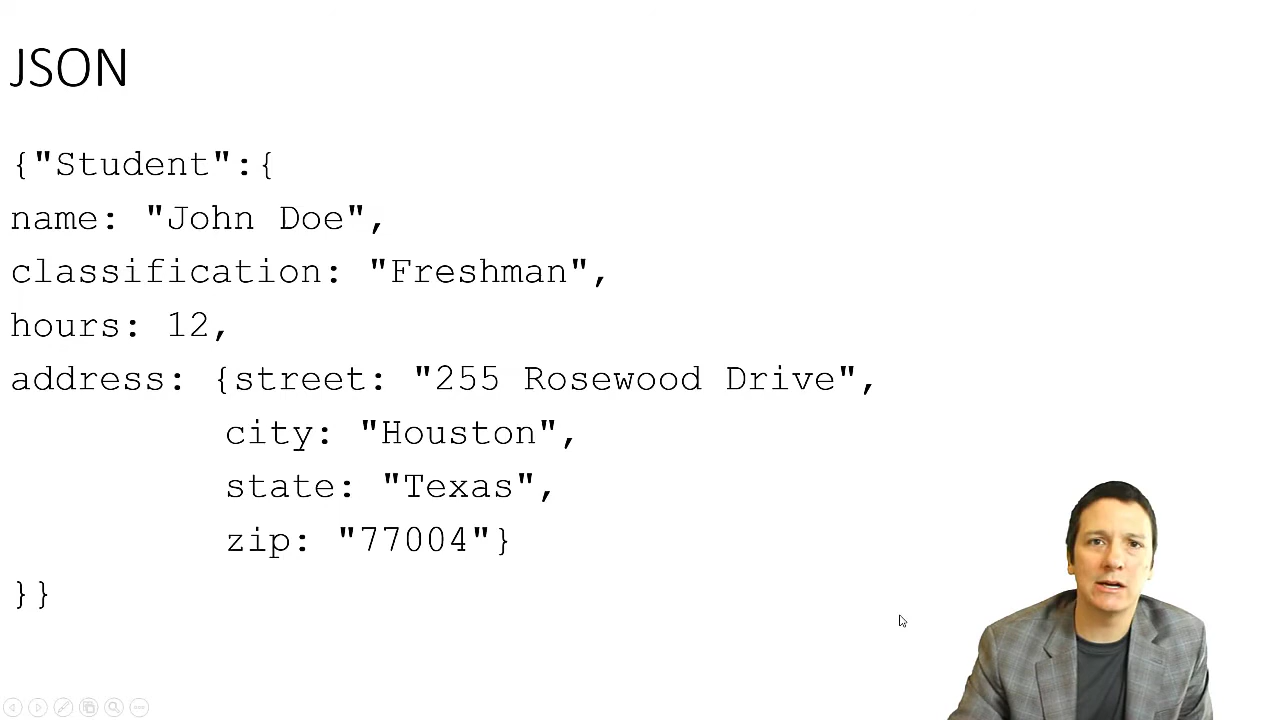 JSON
{"Student":{
name: "John Doe",
classification: "Freshman",
hours: 12,
address: {street: "255 Rosewood Drive",
city: "Houston",
state: "Texas",
zip: "77004"}
}}